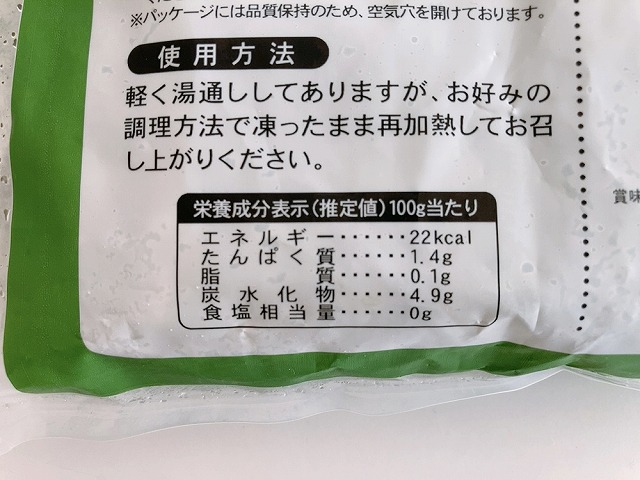 ※パッケージには品質保持のため、空気穴を開けております。
使用方法
軽く湯通ししてありますが、お好みの
調理方法で凍ったまま再加熱してお召
し上がりください。
栄養成分表示(推定値)100g当たり
エネルギー・・・・・・22kcal
たんぱく質・・・・・・1.4g
脂質・・・・・・0.1g
炭水化物・・・・・・4.9g
食塩相当量・・・・・・0g
賞味